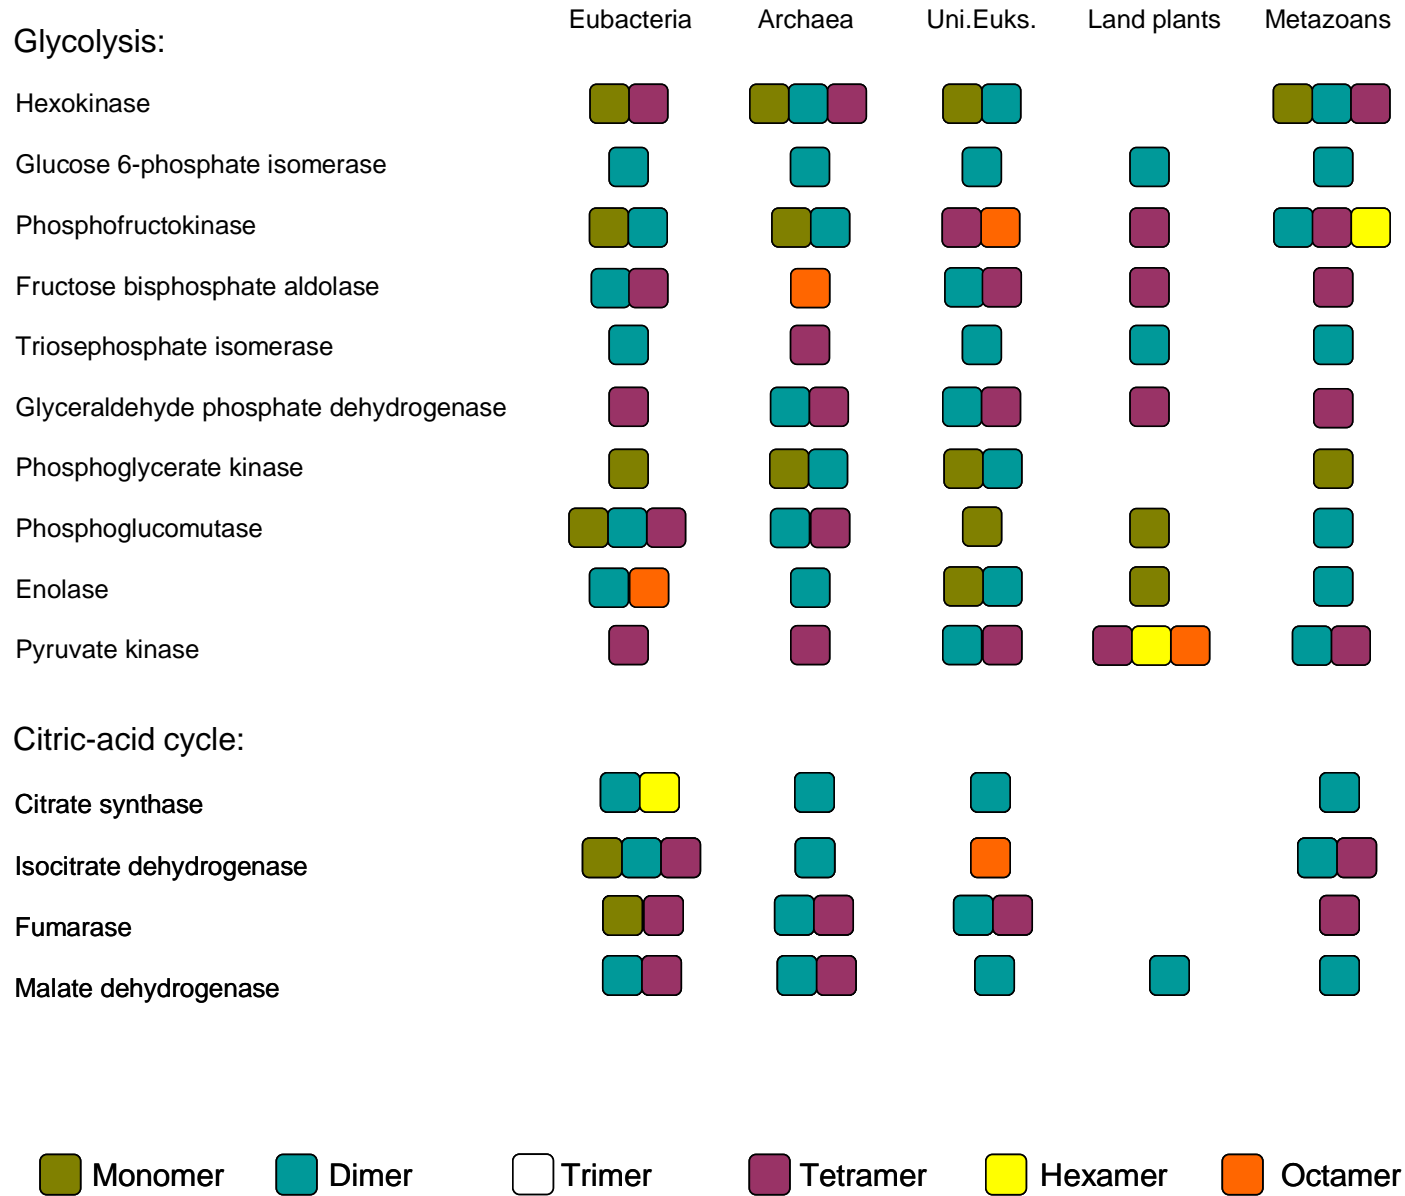 Eubacteria Archaea Uni.Euks. Land plants Metazoans
Glycolysis:
Hexokinase
Glucose 6-phosphate isomerase
Phosphofructokinase
Fructose bisphosphate aldolase
Triosephosphate isomerase
Glyceraldehyde phosphate dehydrogenase
Phosphoglycerate kinase
Phosphoglucomutase
Enolase
Pyruvate kinase
Citric-acid cycle:
Citrate synthase
Isocitrate dehydrogenase
Fumarase
Malate dehydrogenase
Monomer Dimer Trimer Tetramer Hexamer Octamer